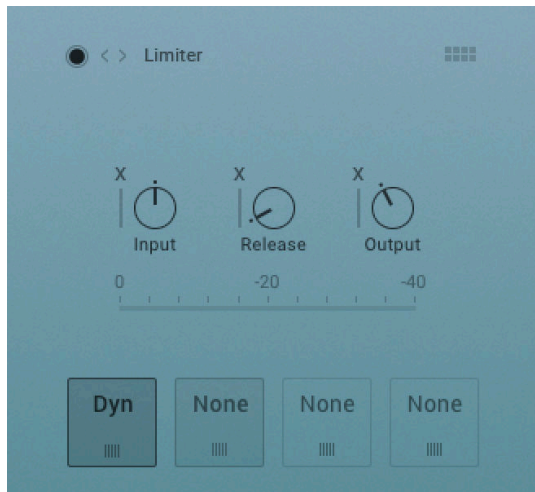 < > Limiter
X X X
Input Release Output
0 -20 -40
Dyn None None None